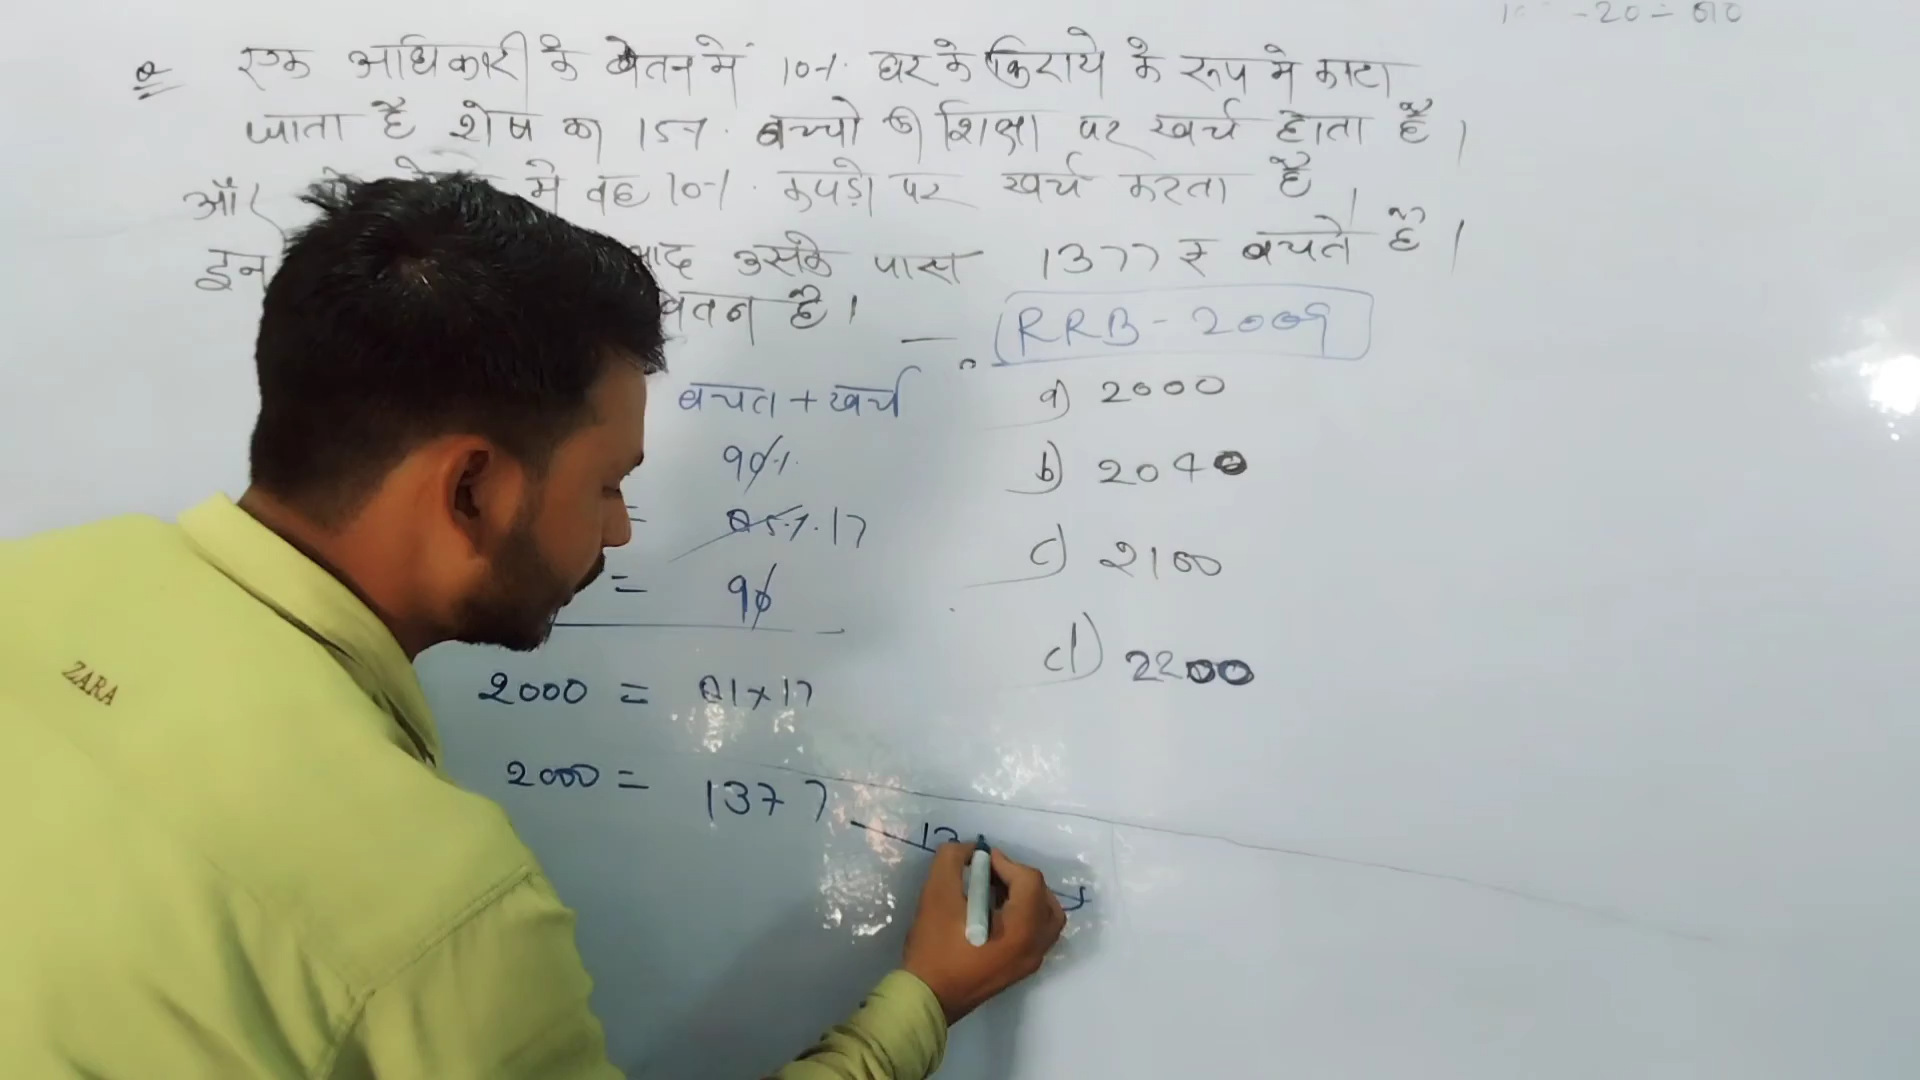 -20 = 80
Q एक अधिकारी के वेतन में 10% घर के किराये के रूप में काटा
जाता है शेष का 15% बच्चो की शिक्षा पर खर्च होता है।
और में वह 10% कपड़ो पर खर्च करता है,
इन बाद उसके पास 1377 ₹ बचते है।
वेतन है।
RRB - 2009
बचत + खर्च
90%
= 85% 17
= 90
2000 = 81 x 17
2000 = 1377
a) 2000
b) 2040
c) 2100
d) 2200
ZARA